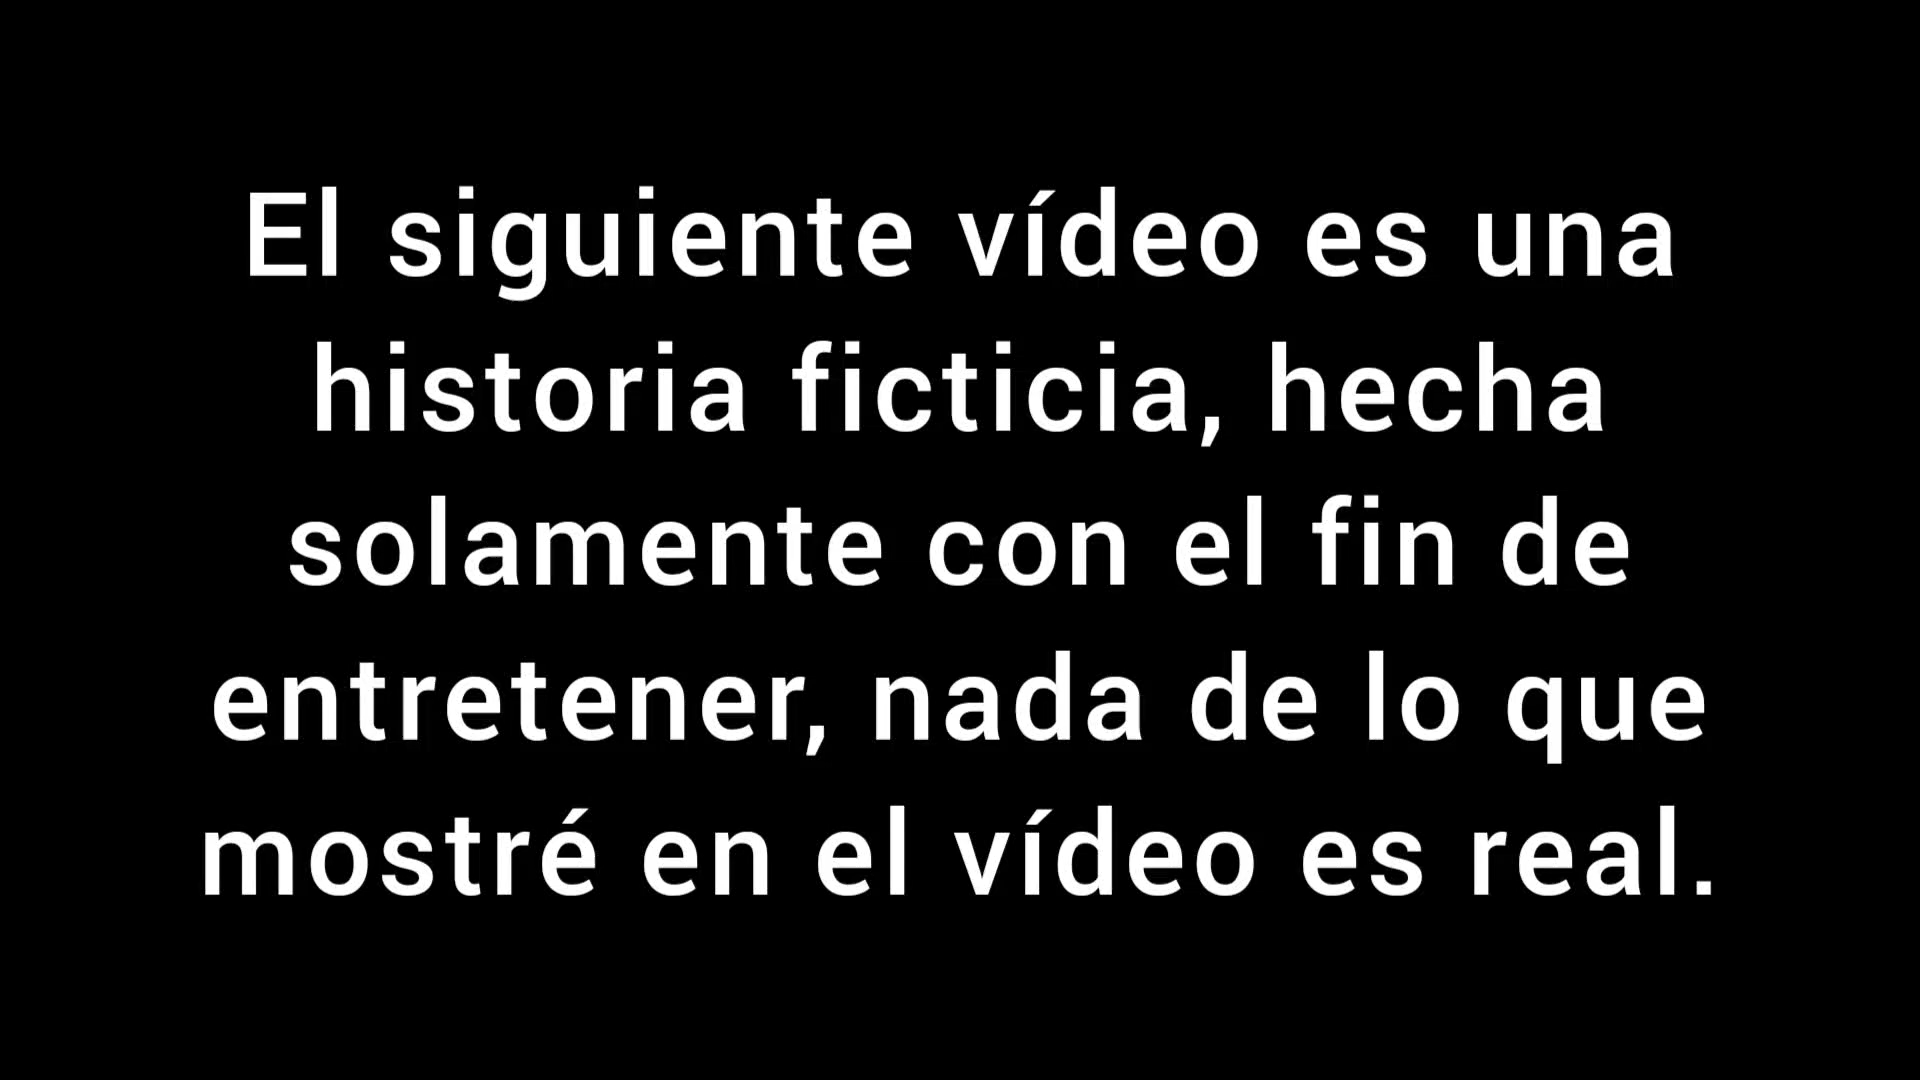 El siguiente vídeo es una
historia ficticia, hecha
solamente con el fin de
entretener, nada de lo que
mostré en el vídeo es real.